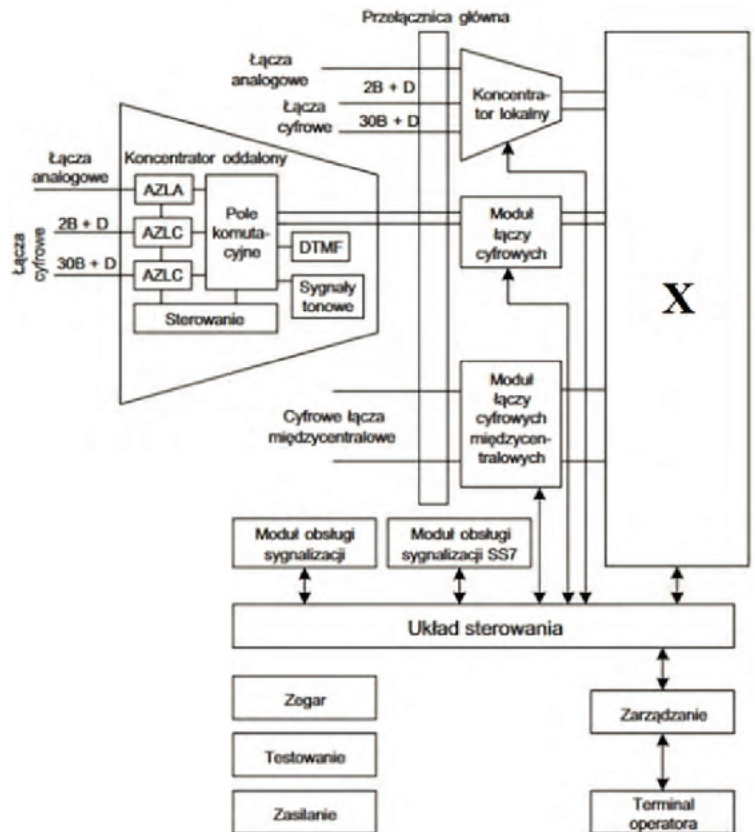 Przełącznica główna
Łącza
analogowe
2B + D
Łącza
cyfrowe
30B + D
Koncentra-
tor lokalny
Koncentrator oddalony
Łącza
analogowe
2B + D
Łącza
cyfrowe
30B + D
AZLA
AZLC
AZLC
Pole
komuta-
cyjne
DTMF
Sygnały
tonowe
Sterowanie
Moduł
łączy
cyfrowych
X
Cyfrowe łącza
międzycentralowe
Moduł
łączy
cyfrowych
międzycen-
tralowych
Moduł obsługi
sygnalizacji
Moduł obsługi
sygnalizacji SS7
Układ sterowania
Zegar
Zarządzanie
Testowanie
Zasilanie
Terminal
operatora